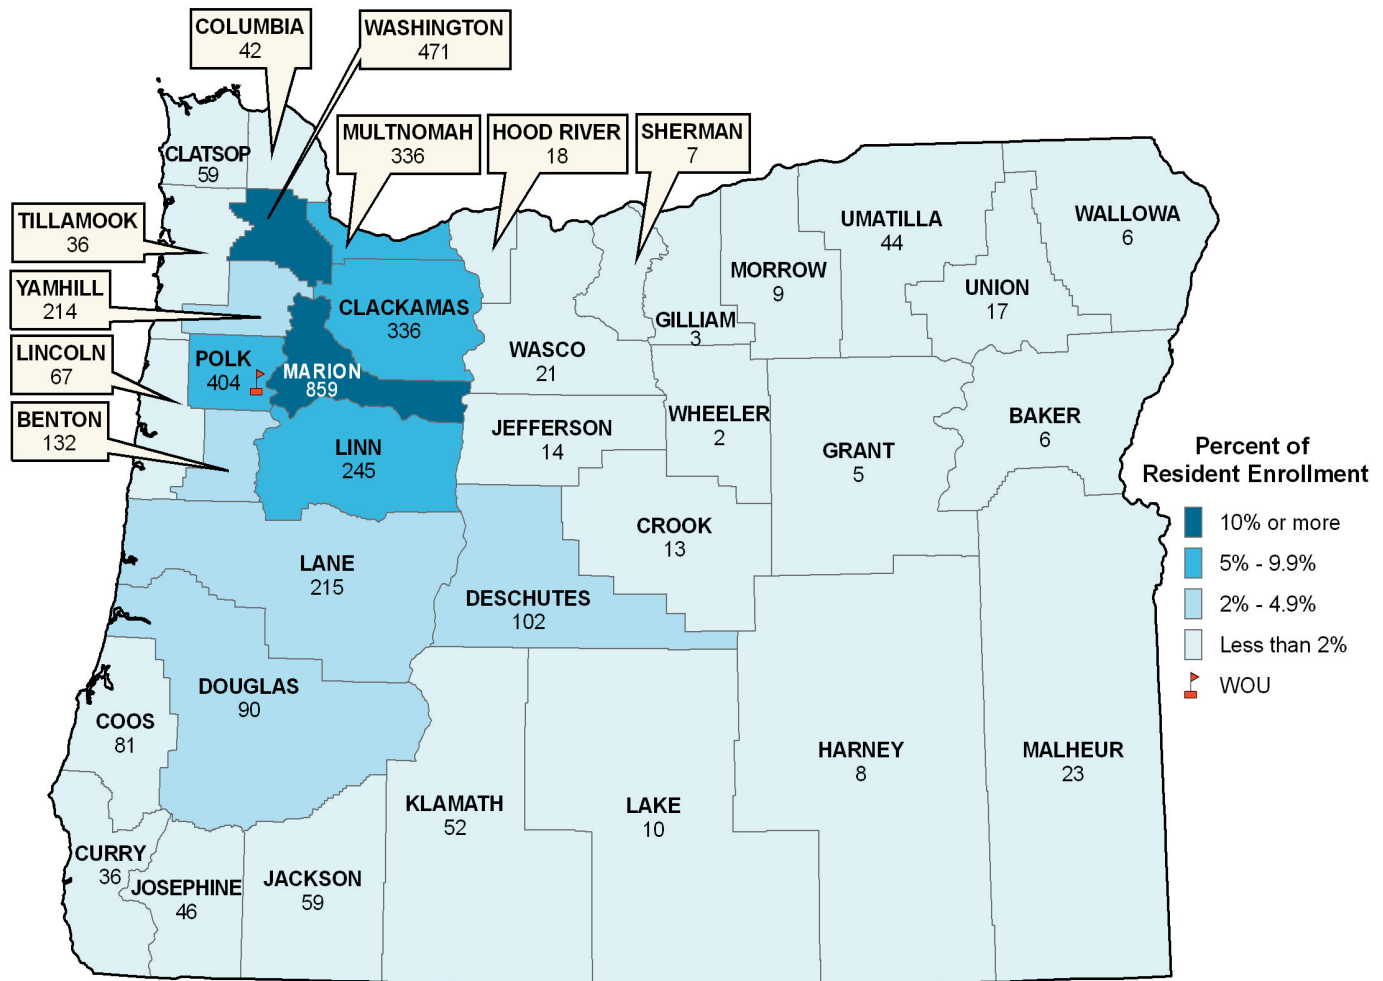 COLUMBIA
42
WASHINGTON
471
MULTNOMAH
336
HOOD RIVER
18
SHERMAN
7
CLATSOP
59
TILLAMOOK
36
YAMHILL
214
LINCOLN
67
BENTON
132
POLK
404
MARION
859
CLACKAMAS
336
LINN
245
WASCO
21
GILLIAM
3
MORROW
9
UMATILLA
44
UNION
17
WALLOWA
6
JEFFERSON
14
WHEELER
2
GRANT
5
BAKER
6
CROOK
13
LANE
215
DESCHUTES
102
DOUGLAS
90
COOS
81
CURRY
36
JOSEPHINE
46
JACKSON
59
KLAMATH
52
LAKE
10
HARNEY
8
MALHEUR
23
Percent of
Resident Enrollment
10% or more
5% - 9.9%
2% - 4.9%
Less than 2%
WOU